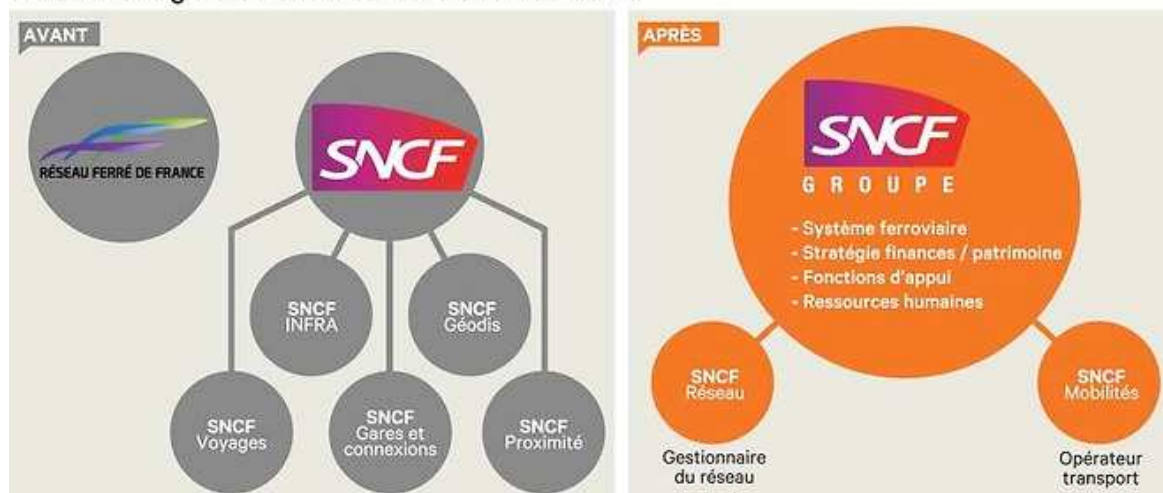 AVANT
RÉSEAU FERRÉ DE FRANCE
SNCF
SNCF
INFRA
SNCF
Géodis
SNCF
Voyages
SNCF
Gares et
connexions
SNCF
Proximité
APRÈS
SNCF
GROUPE
- Système ferroviaire
- Stratégie finances / patrimoine
- Fonctions d'appui
- Ressources humaines
SNCF
Réseau
SNCF
Mobilités
Gestionnaire
du réseau
Opérateur
transport